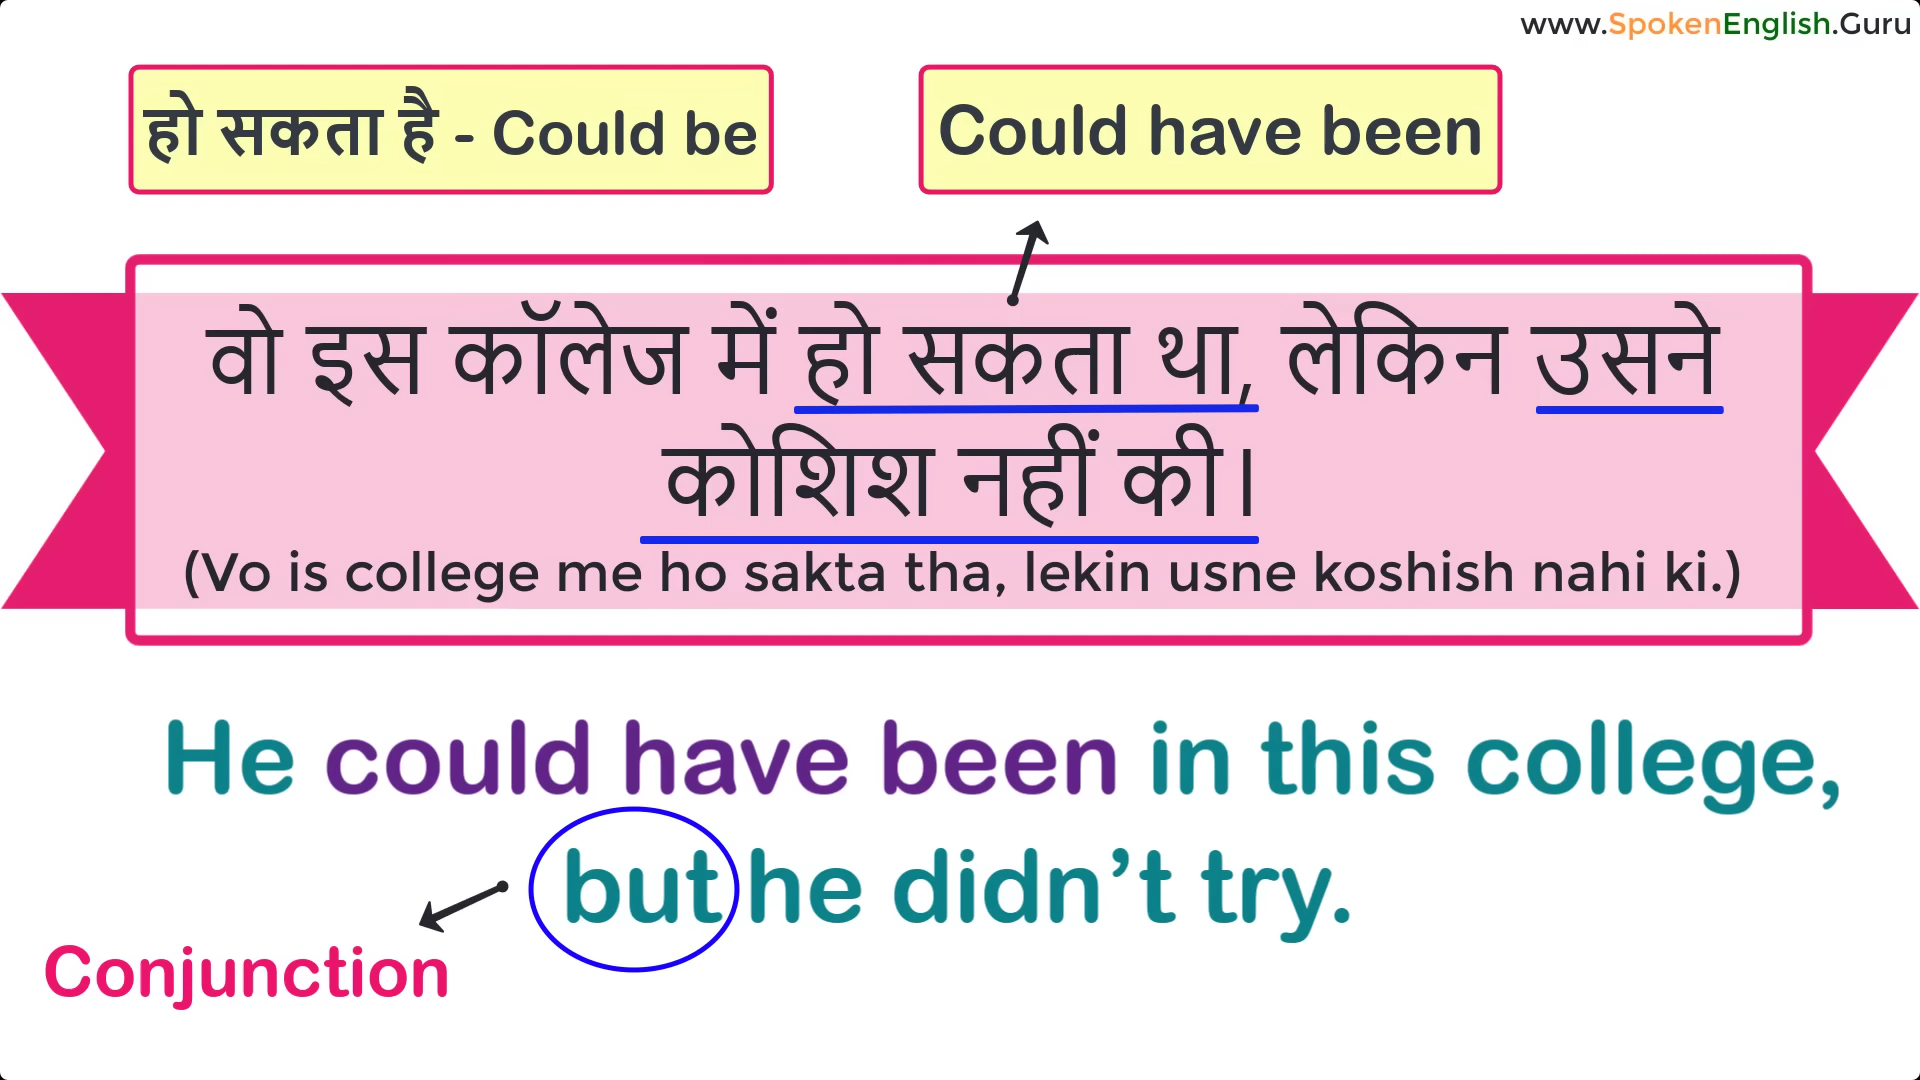 www.SpokenEnglish.Guru
हो सकता है - Could be
Could have been
वो इस कॉलेज में हो सकता था, लेकिन उसने
कोशिश नहीं की।
(Vo is college me ho sakta tha, lekin usne koshish nahi ki.)
He could have been in this college,
but he didn’t try.
Conjunction